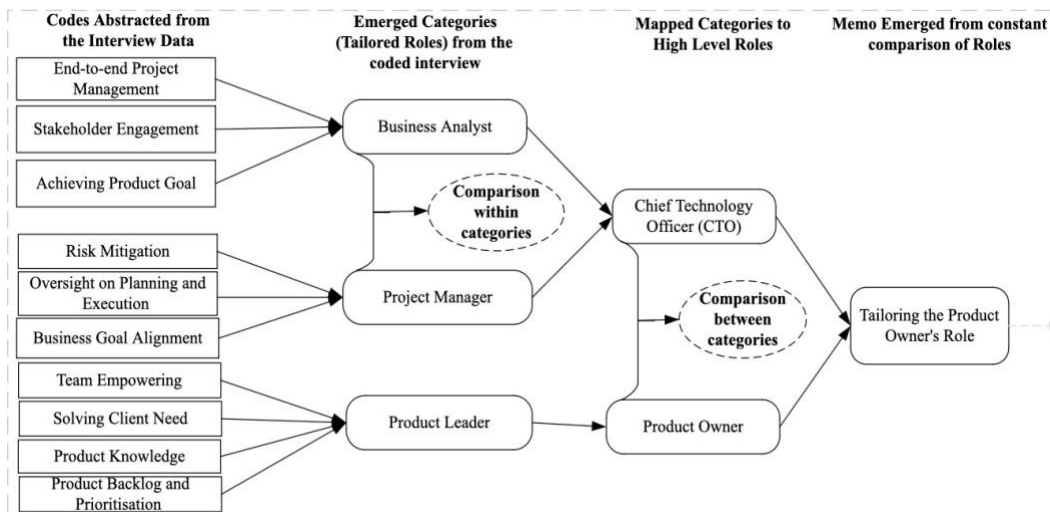 Codes Abstracted from
the Interview Data
Emerged Categories
(Tailored Roles) from the
coded interview
Mapped Categories to
High Level Roles
Memo Emerged from constant
comparison of Roles
End-to-end Project
Management
Stakeholder Engagement
Achieving Product Goal
Risk Mitigation
Oversight on Planning and
Execution
Business Goal Alignment
Team Empowering
Solving Client Need
Product Knowledge
Product Backlog and
Prioritisation
Business Analyst
Comparison
within
categories
Project Manager
Product Leader
Chief Technology
Officer (CTO)
Comparison
between
categories
Product Owner
Tailoring the Product
Owner's Role